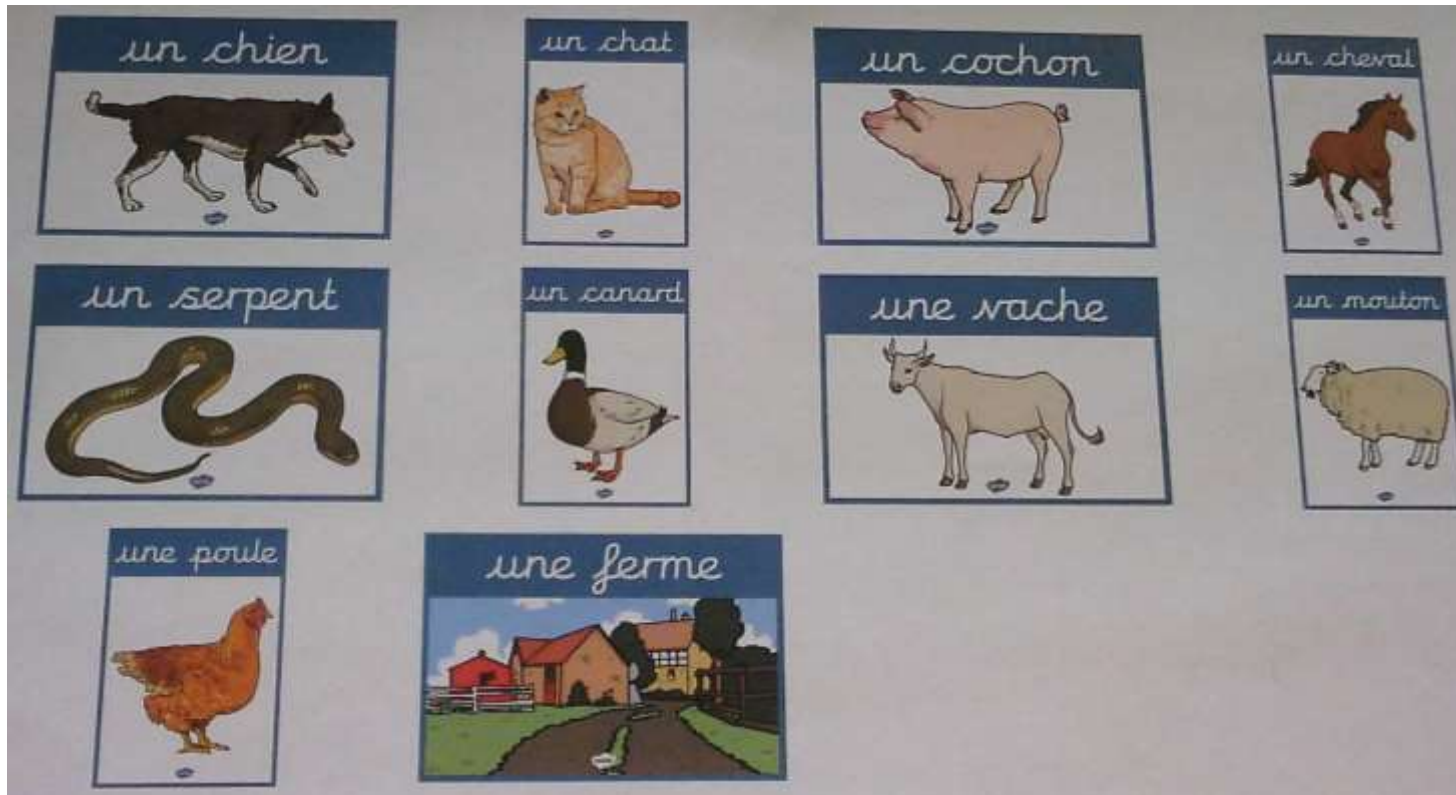 un chien
un chat
un cochon
un cheval
un serpent
un canard
une vache
un mouton
une poule
une ferme